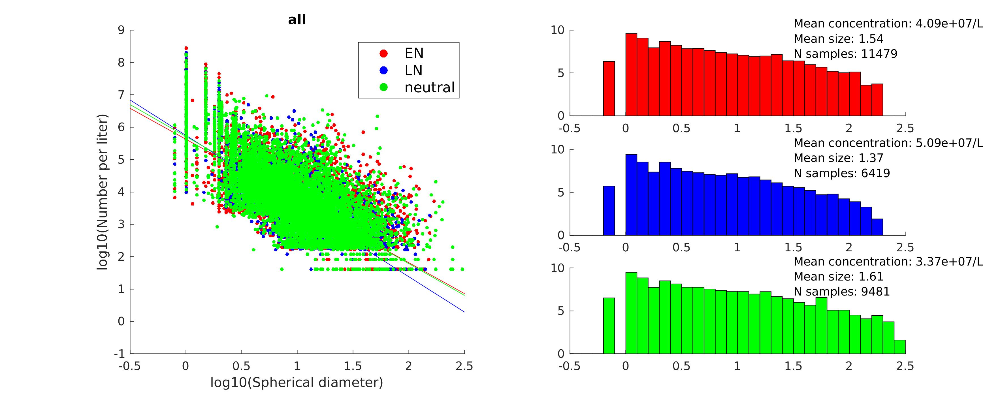 all
9
8
7
6
5
4
3
2
1
0
-1
log10(Number per liter)
-0.5 0 0.5 1 1.5 2 2.5
log10(Spherical diameter)
EN
LN
neutral
Mean concentration: 4.09e+07/L
Mean size: 1.54
N samples: 11479
10
5
0
-0.5 0 0.5 1 1.5 2 2.5
Mean concentration: 5.09e+07/L
Mean size: 1.37
N samples: 6419
10
5
0
-0.5 0 0.5 1 1.5 2 2.5
Mean concentration: 3.37e+07/L
Mean size: 1.61
N samples: 9481
10
5
0
-0.5 0 0.5 1 1.5 2 2.5